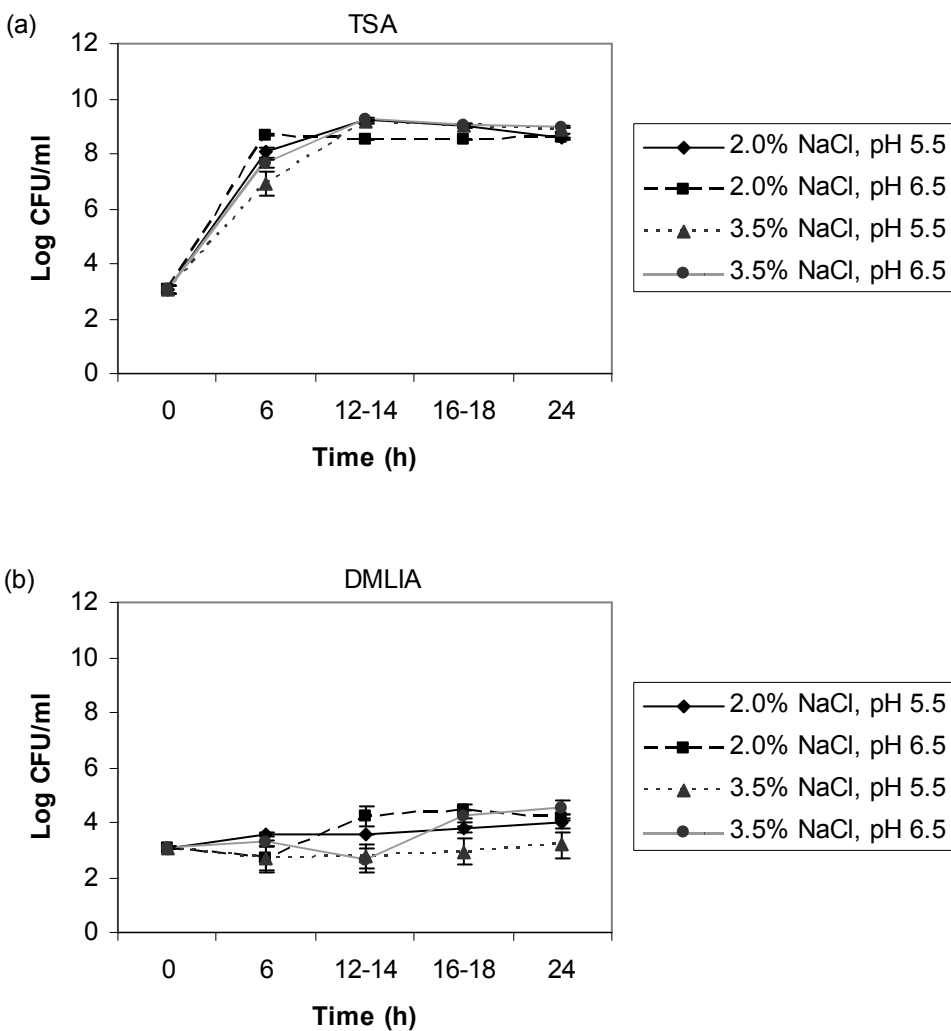 (a)
TSA
12
10
8
6
4
2
0
Log CFU/ml
0 6 12-14 16-18 24
Time (h)
2.0% NaCl, pH 5.5
2.0% NaCl, pH 6.5
3.5% NaCl, pH 5.5
3.5% NaCl, pH 6.5
(b)
DMLIA
12
10
8
6
4
2
0
Log CFU/ml
0 6 12-14 16-18 24
Time (h)
2.0% NaCl, pH 5.5
2.0% NaCl, pH 6.5
3.5% NaCl, pH 5.5
3.5% NaCl, pH 6.5